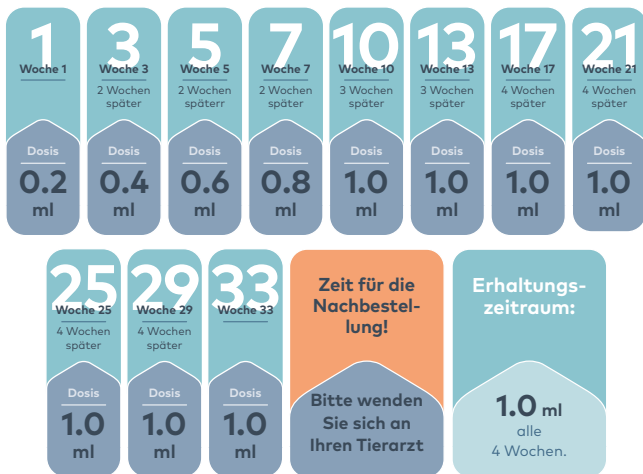 1
Woche 1
Dosis
0.2
ml
3
Woche 3
2 Wochen
später
Dosis
0.4
ml
5
Woche 5
2 Wochen
späterr
Dosis
0.6
ml
7
Woche 7
2 Wochen
später
Dosis
0.8
ml
10
Woche 10
3 Wochen
später
Dosis
1.0
ml
13
Woche 13
3 Wochen
später
Dosis
1.0
ml
17
Woche 17
4 Wochen
später
Dosis
1.0
ml
21
Woche 21
4 Wochen
später
Dosis
1.0
ml
25
Woche 25
4 Wochen
später
Dosis
1.0
ml
29
Woche 29
4 Wochen
später
Dosis
1.0
ml
33
Woche 33
Dosis
1.0
ml
Zeit für die
Nachbestel-
lung!
Bitte wenden
Sie sich an
Ihren Tierarzt
Erhaltungs-
zeitraum:
1.0 ml
alle
4 Wochen.